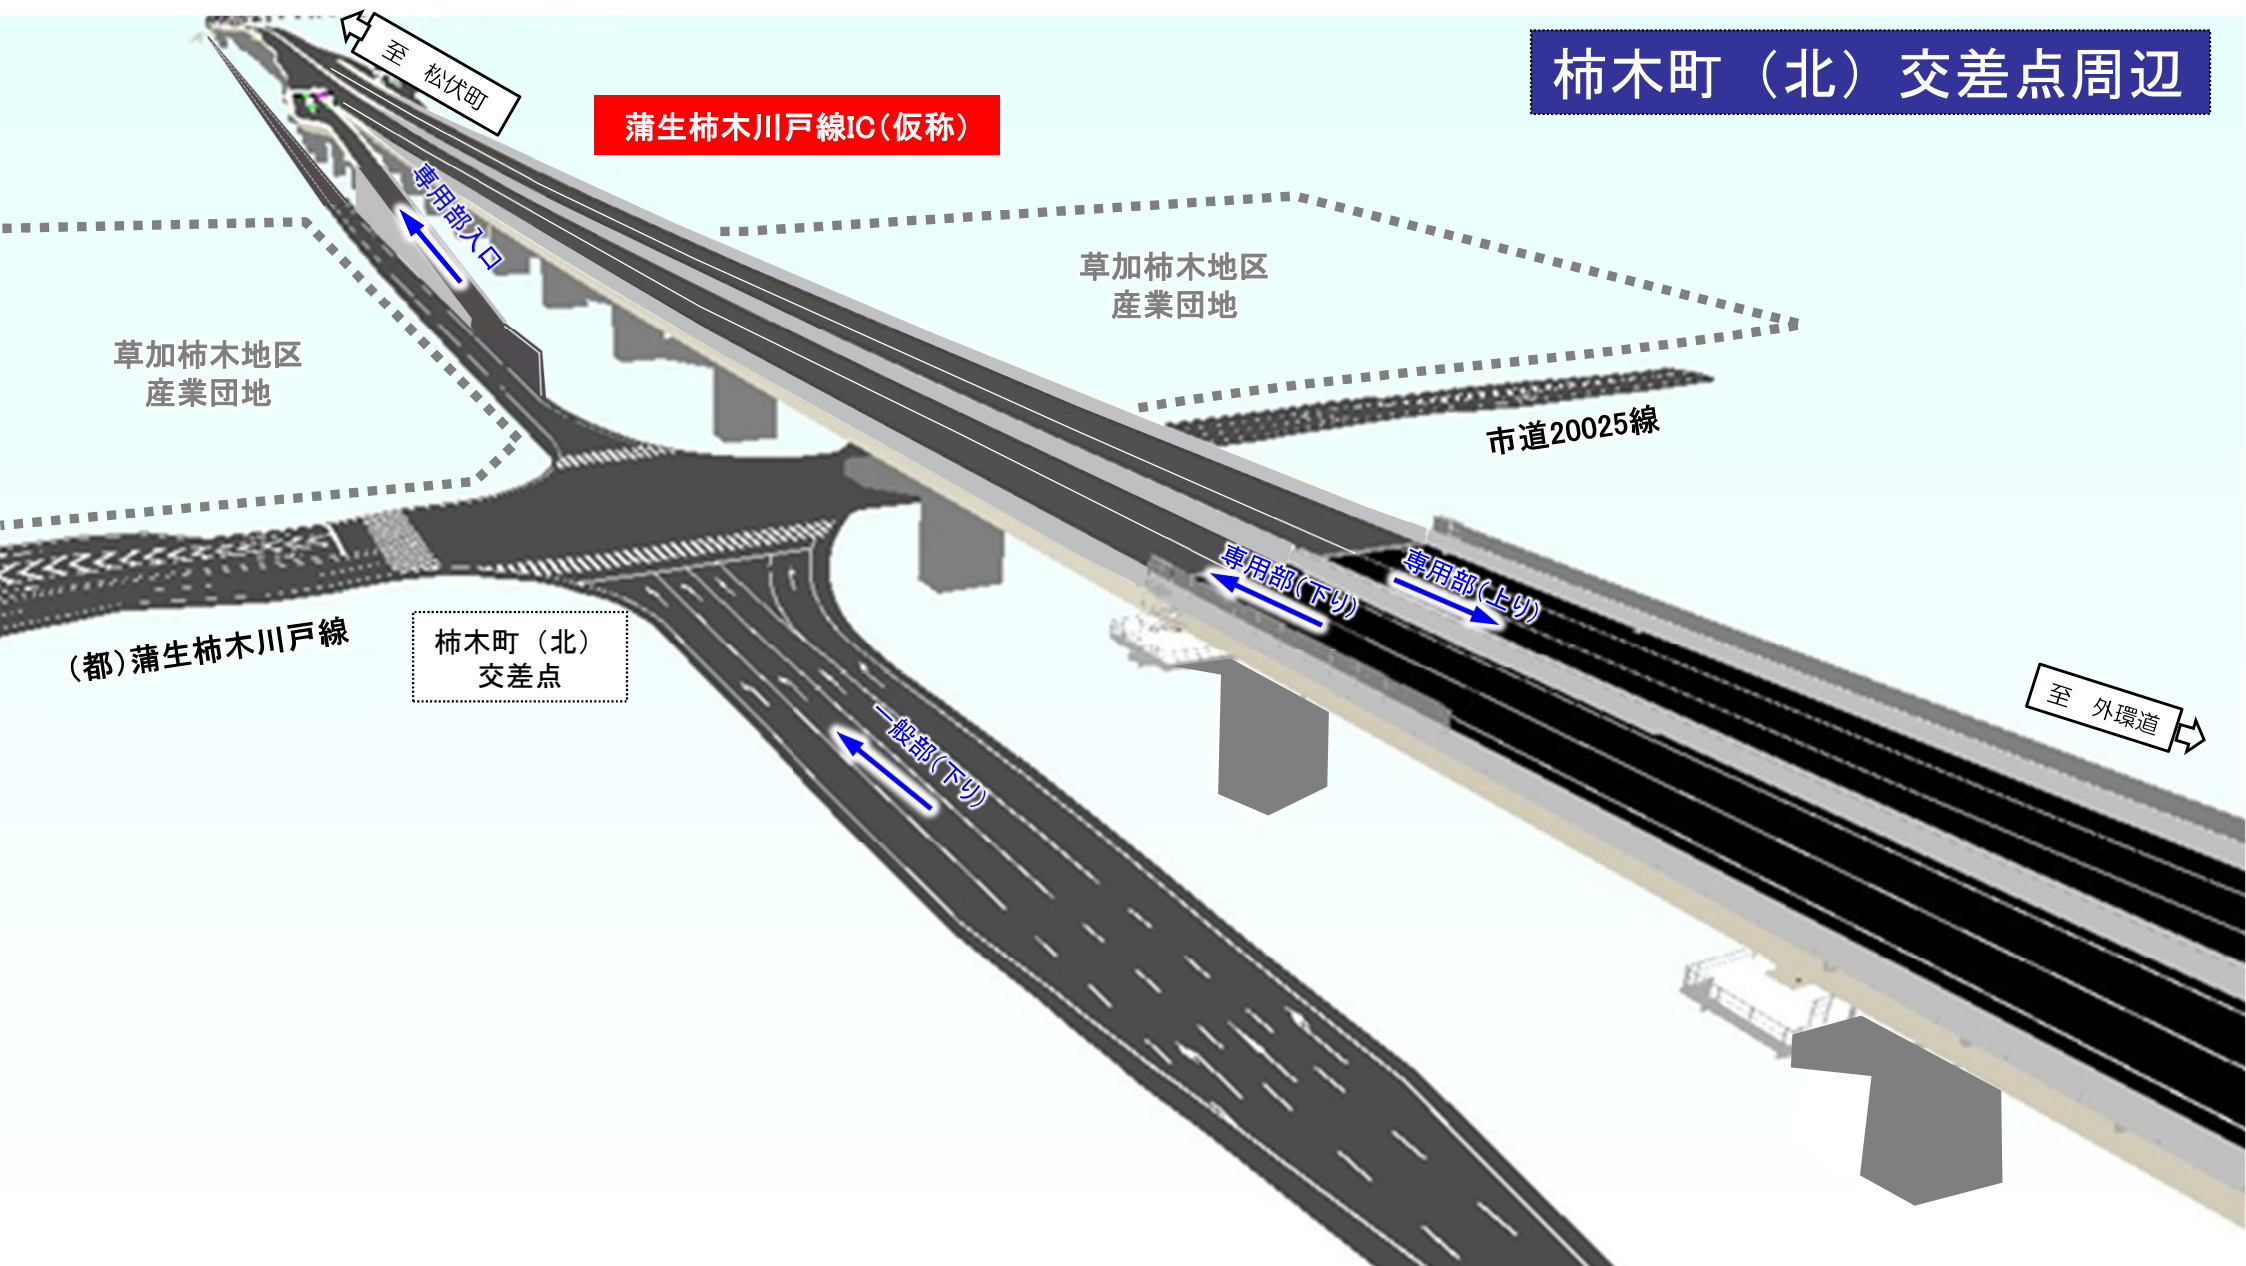 柿木町（北）交差点周辺
至　松伏町
蒲生柿木川戸線IC（仮称）
専用部入口
草加柿木地区
産業団地
草加柿木地区
産業団地
市道20025線
専用部（下り）
専用部（上り）
（都）蒲生柿木川戸線
柿木町（北）
交差点
至　外環道
一般部（下り）